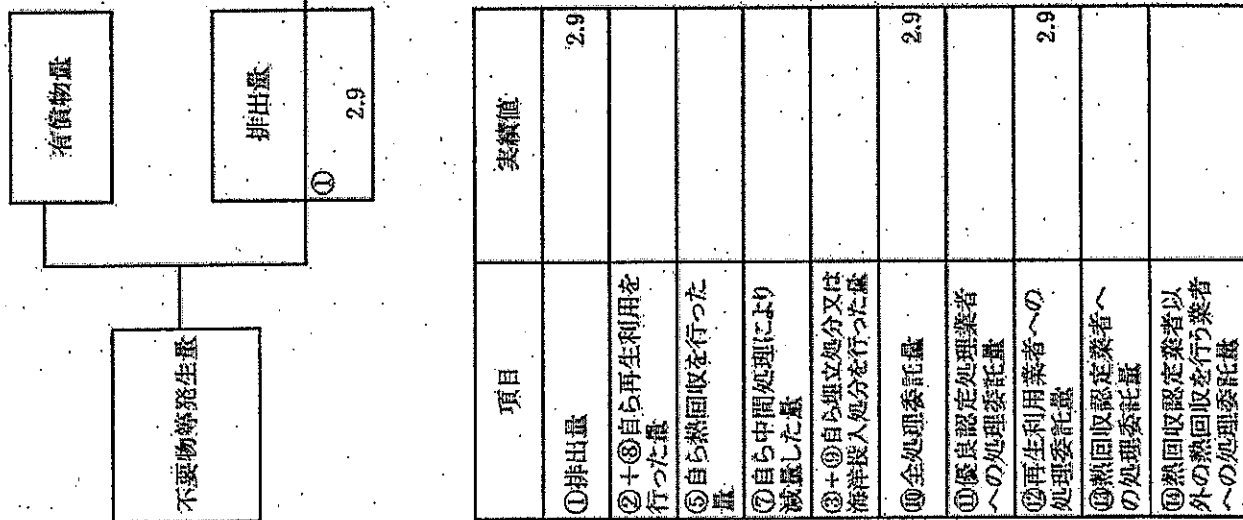 有償物量
不要物等発生量
排出量
①
2.9
項目
実績値
①排出量
2.9
②+⑧自ら再生利用を
行った量
⑤自ら熱回収を行った
量
⑦自ら中間処理により
減量した量
③+⑨自ら埋立処分又は
海洋投入処分を行った量
⑩全処理委託量
2.9
⑪優良認定処理業者
への処理委託量
⑫再生利用業者への
処理委託量
2.9
⑬熱回収認定業者へ
の処理委託量
⑭熱回収認定業者以
外の熱回収を行う業者
への処理委託量